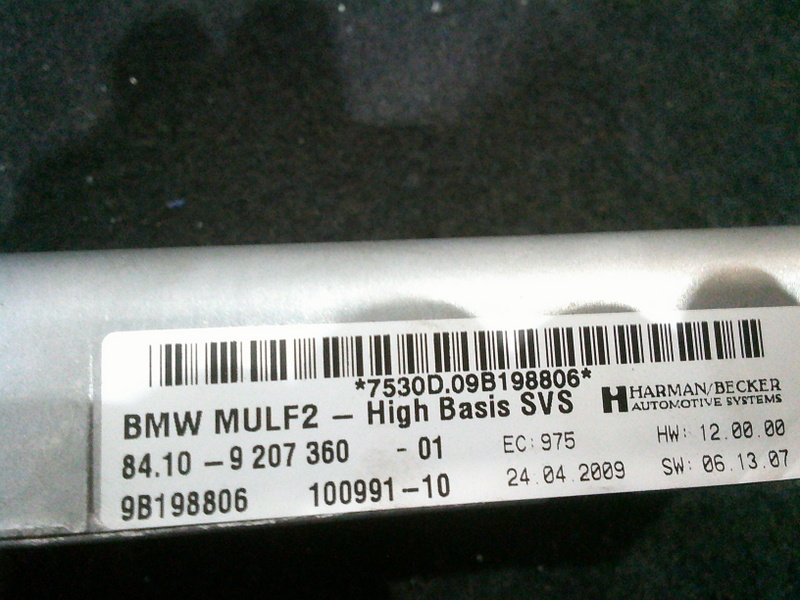 *7530D.09B198806*
BMW MULF2 – High Basis SVS
HARMAN/BECKER
AUTOMOTIVE SYSTEMS
84.10 – 9 207 360 - 01
EC: 975
HW: 12.00.00
9B198806 100991–10
24.04.2009
SW: 06.13.07